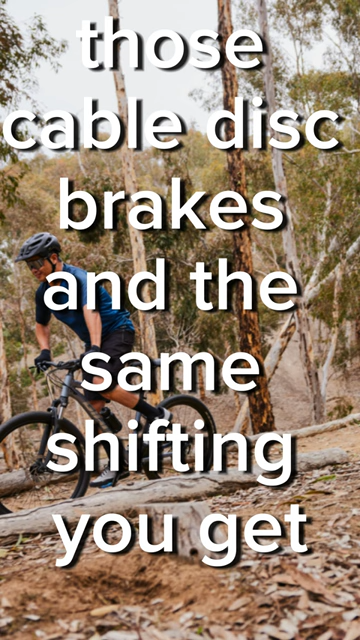 those
cable disc
brakes
and the
same
shifting
you get